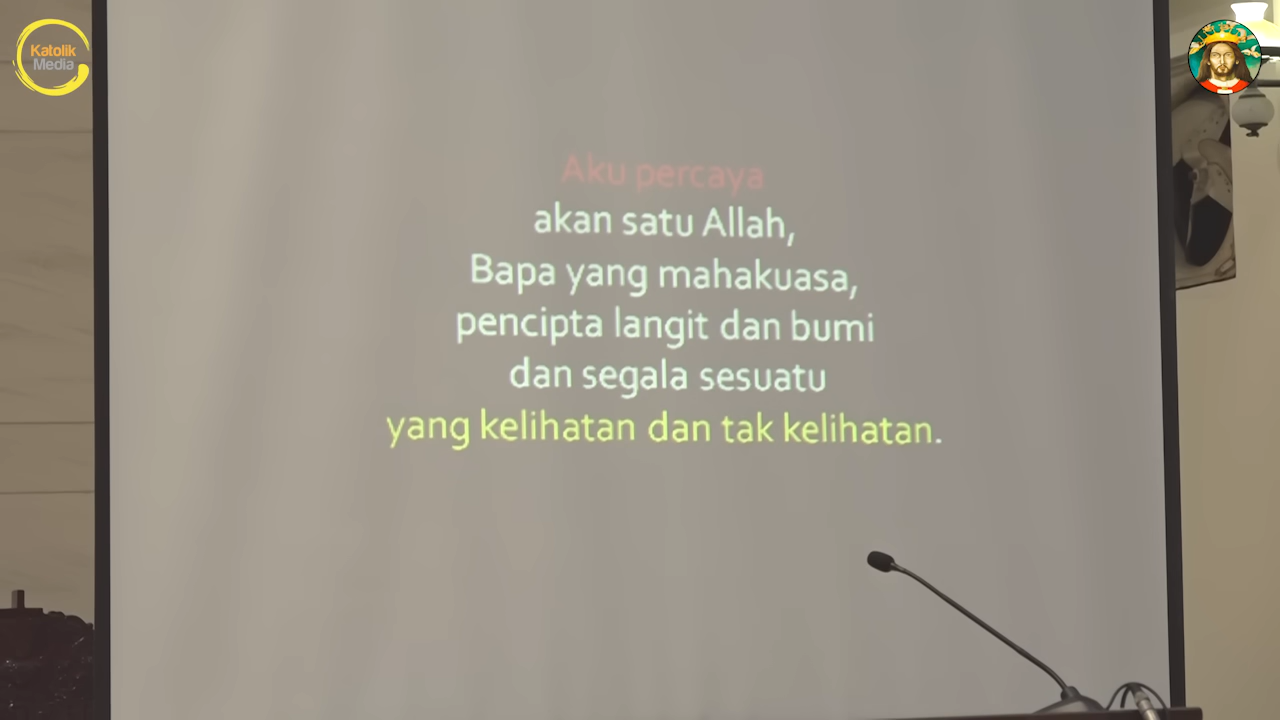 Katolik
Media
Aku percaya
akan satu Allah,
Bapa yang mahakuasa,
pencipta langit dan bumi
dan segala sesuatu
yang kelihatan dan tak kelihatan.